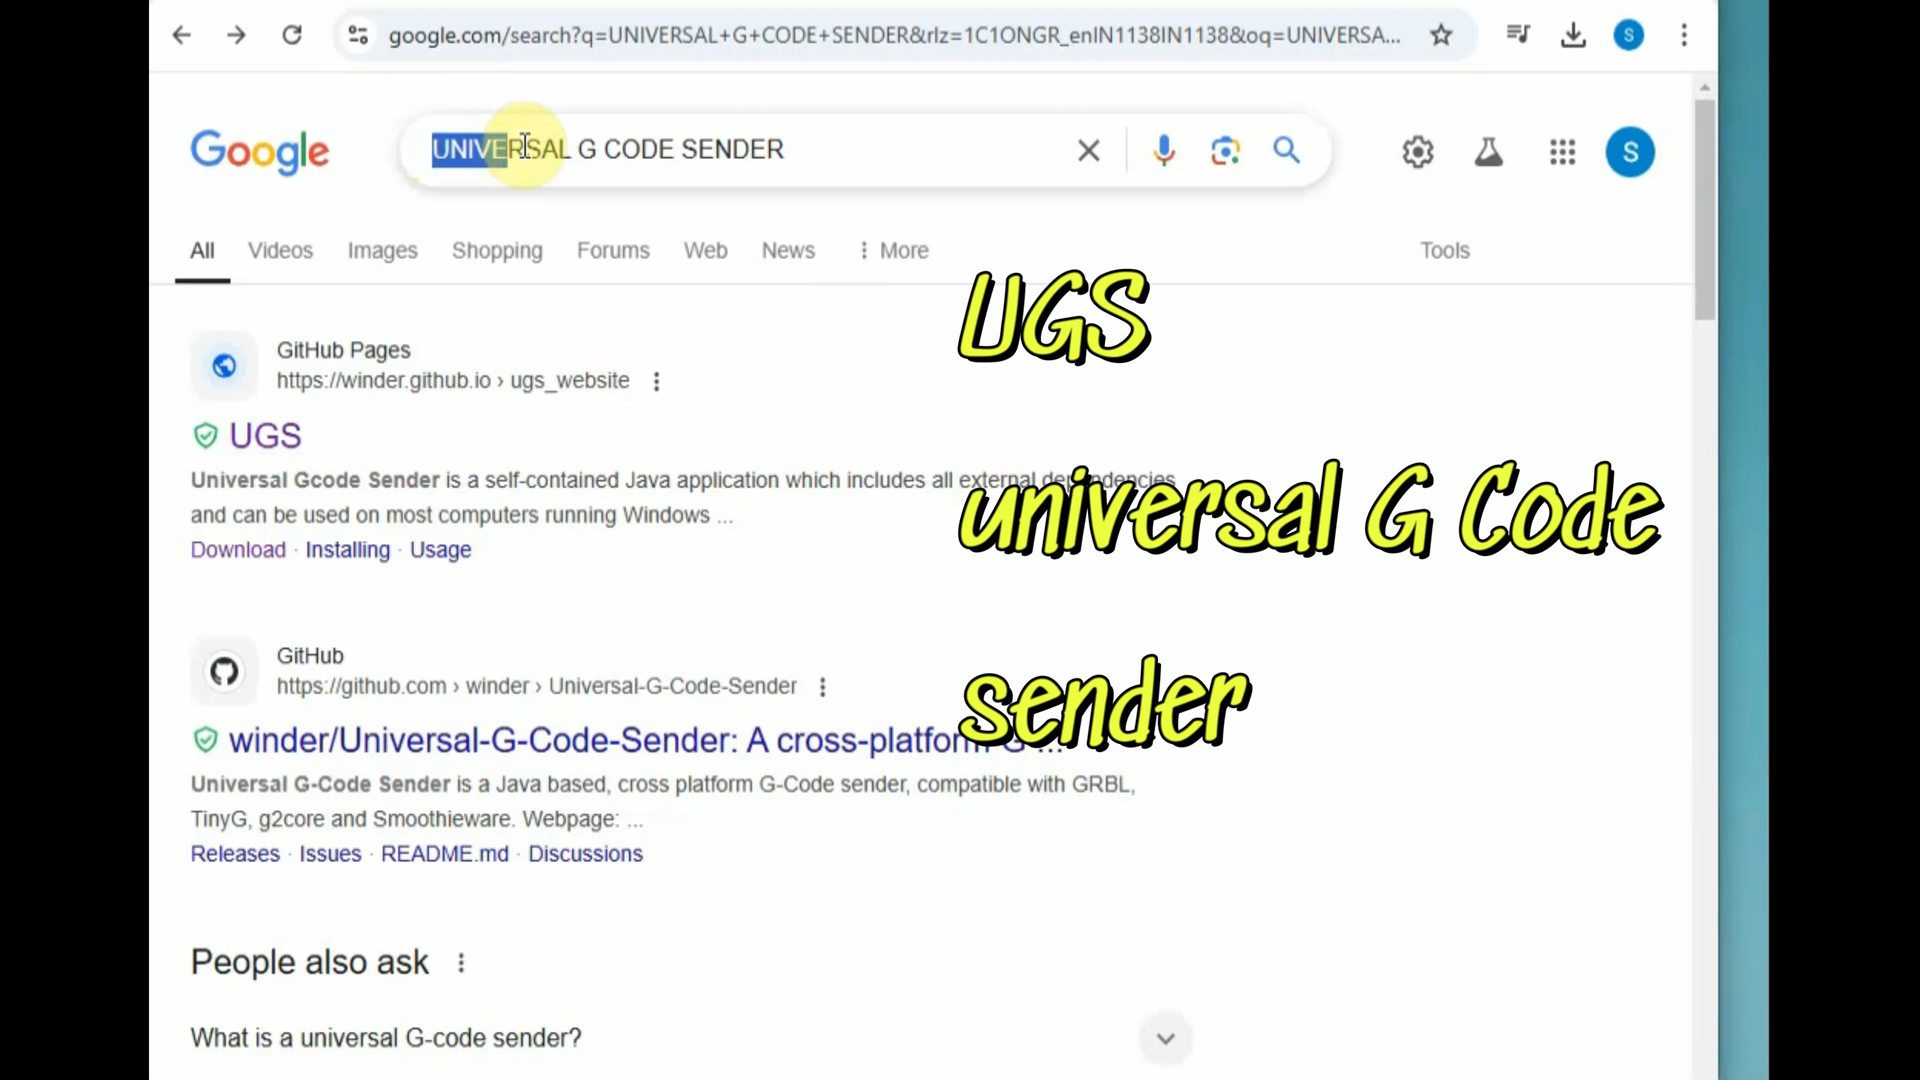 google.com/search?q=UNIVERSAL+G+CODE+SENDER&rlz=1C1ONGR_enIN1138IN1138&oq=UNIVERSA...
S
Google
UNIVERSAL G CODE SENDER
S
All Videos Images Shopping Forums Web News More Tools
UGS
GitHub Pages
https://winder.github.io › ugs_website
UGS
Universal Gcode Sender is a self-contained Java application which includes all external dependencies
and can be used on most computers running Windows ...
universal G Code
Download · Installing · Usage
GitHub
https://github.com › winder › Universal-G-Code-Sender
sender
winder/Universal-G-Code-Sender: A cross-platform G ...
Universal G-Code Sender is a Java based, cross platform G-Code sender, compatible with GRBL,
TinyG, g2core and Smoothieware. Webpage: ...
Releases · Issues · README.md · Discussions
People also ask
What is a universal G-code sender?